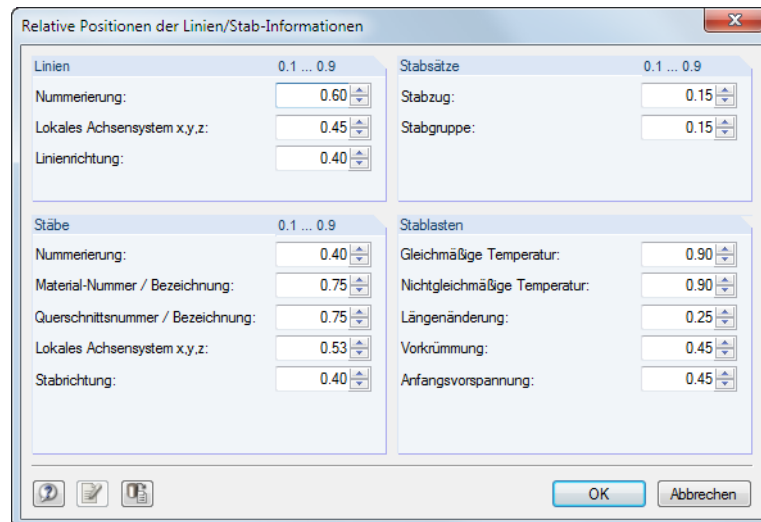 Relative Positionen der Linien/Stab-Informationen
Linien 0.1 ... 0.9
Nummerierung: 0.60
Lokales Achsensystem x,y,z: 0.45
Linienrichtung: 0.40
Stabsätze 0.1 ... 0.9
Stabzug: 0.15
Stabgruppe: 0.15
Stäbe 0.1 ... 0.9
Nummerierung: 0.40
Material-Nummer / Bezeichnung: 0.75
Querschnittsnummer / Bezeichnung: 0.75
Lokales Achsensystem x,y,z: 0.53
Stabrichtung: 0.40
Stablasten
Gleichmäßige Temperatur: 0.90
Nichtgleichmäßige Temperatur: 0.90
Längenänderung: 0.25
Vorkrümmung: 0.45
Anfangsvorspannung: 0.45
OK Abbrechen